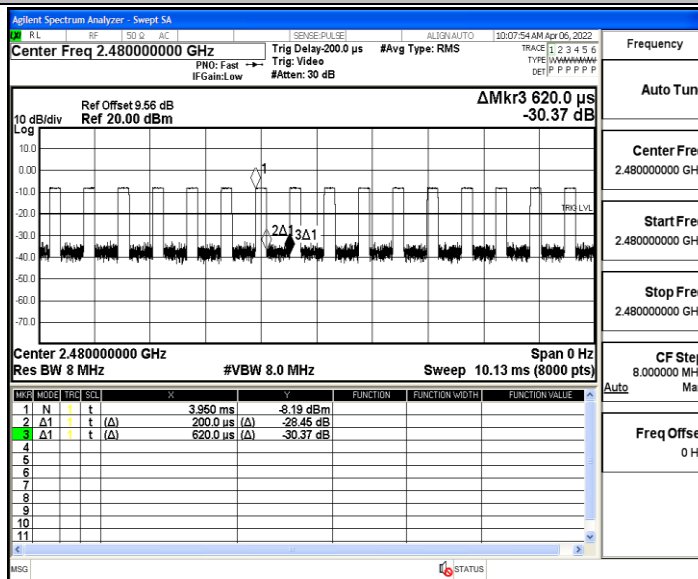 Agilent Spectrum Analyzer - Swept SA
RL RF 50 Ω AC SENSE:PULSE ALIGNAUTO 10:07:54 AM Apr 06, 2022
Center Freq 2.480000000 GHz
PNO: Fast
IFGain:Low
Trig Delay-200.0 µs
Trig: Video
#Atten: 30 dB
#Avg Type: RMS
TRACE 1 2 3 4 5 6
TYPE
DET P P P P P P
ΔMkr3 620.0 µs
-30.37 dB
Ref Offset 9.56 dB
10 dB/div Ref 20.00 dBm
Log
10.0
0.00
-10.0
-20.0
-30.0
-40.0
-50.0
-60.0
-70.0
1
TRIG LVL
2Δ1
3Δ1
Center 2.480000000 GHz Span 0 Hz
Res BW 8 MHz #VBW 8.0 MHz Sweep 10.13 ms (8000 pts)
MKR MODE TRC SCL X Y FUNCTION FUNCTION WIDTH FUNCTION VALUE
1 N 1 t 3.950 ms -8.19 dBm
2 Δ1 1 t (Δ) 200.0 µs (Δ) -28.45 dB
3 Δ1 1 t (Δ) 620.0 µs (Δ) -30.37 dB
4
5
6
7
8
9
10
11
MSG STATUS
Frequency
Auto Tun
Center Fre
2.480000000 GH
Start Fre
2.480000000 GH
Stop Fre
2.480000000 GH
CF Step
8.000000 MH
Auto Ma
Freq Offse
0 H